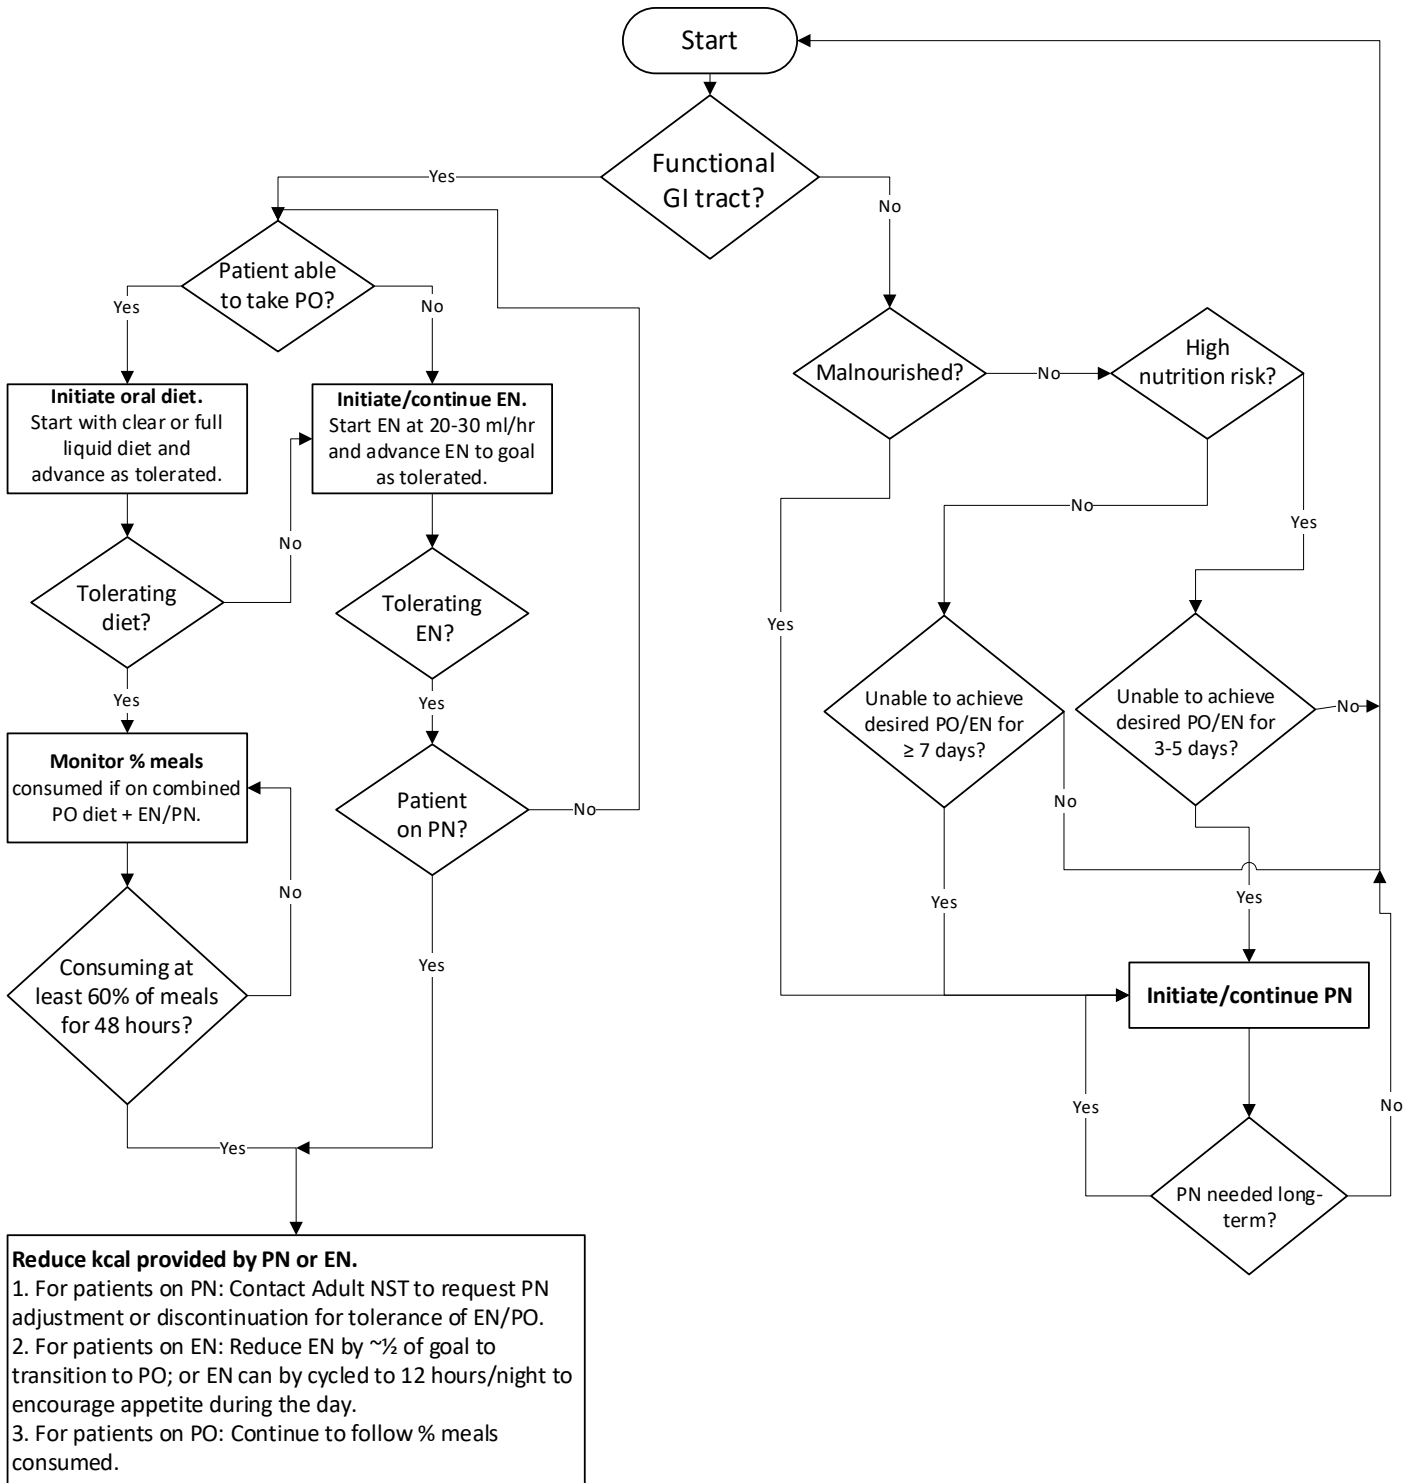 Start
Functional
GI tract?
Yes
No
Patient able
to take PO?
Yes
No
Malnourished?
No
High
nutrition risk?
Initiate oral diet.
Start with clear or full
liquid diet and
advance as tolerated.
Initiate/continue EN.
Start EN at 20-30 ml/hr
and advance EN to goal
as tolerated.
No
Yes
No
Yes
Tolerating
diet?
Tolerating
EN?
Yes
Yes
Unable to achieve
desired PO/EN for
≥ 7 days?
Unable to achieve
desired PO/EN for
3-5 days?
No
Monitor % meals
consumed if on combined
PO diet + EN/PN.
Patient
on PN?
No
No
No
Yes
Yes
Yes
Consuming at
least 60% of meals
for 48 hours?
Initiate/continue PN
Yes
Yes
No
PN needed long-
term?
Reduce kcal provided by PN or EN.
1. For patients on PN: Contact Adult NST to request PN
adjustment or discontinuation for tolerance of EN/PO.
2. For patients on EN: Reduce EN by ~½ of goal to
transition to PO; or EN can by cycled to 12 hours/night to
encourage appetite during the day.
3. For patients on PO: Continue to follow % meals
consumed.